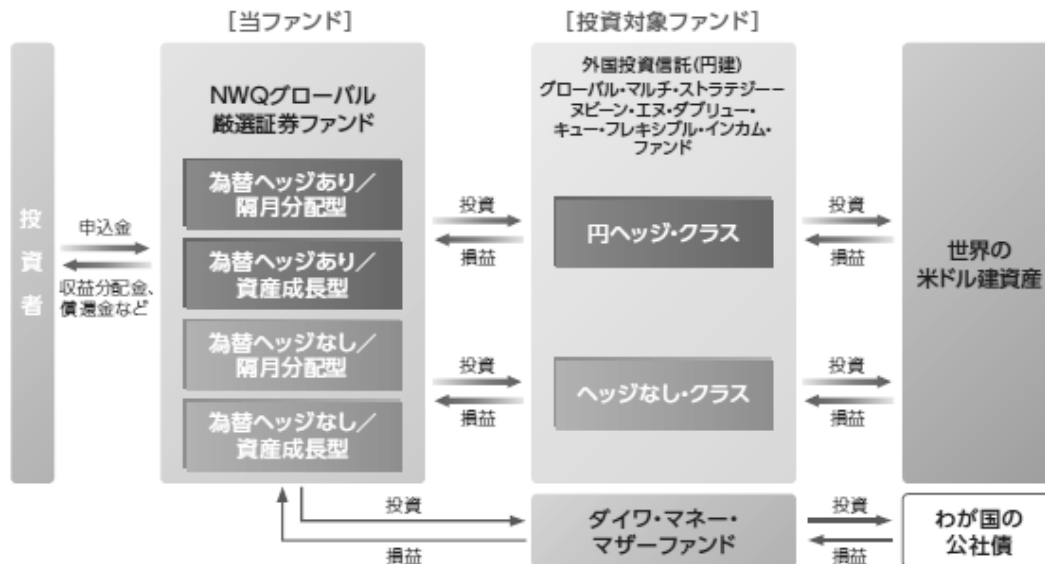 ［当ファンド］
［投資対象ファンド］
投資者
申込金
収益分配金、
償還金など
NWQグローバル
厳選証券ファンド
為替ヘッジあり／
隔月分配型
為替ヘッジあり／
資産成長型
為替ヘッジなし／
隔月分配型
為替ヘッジなし／
資産成長型
投資
損益
投資
損益
外国投資信託(円建)
グローバル・マルチ・ストラテジー－
ヌビーン・エヌ・ダブリュー・
キュー・フレキシブル・インカム・
ファンド
円ヘッジ・クラス
ヘッジなし・クラス
投資
損益
投資
損益
世界の
米ドル建資産
投資
損益
ダイワ・マネー・
マザーファンド
投資
損益
わが国の
公社債